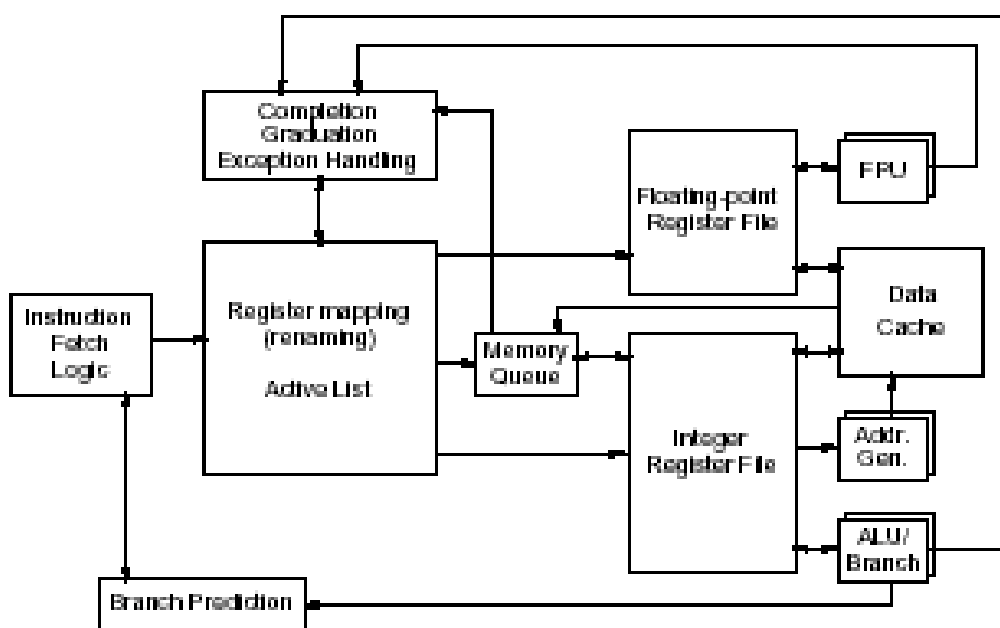 Completion
Graduation
Exception Handling
Floating-point
Register File
FPU
Data
Cache
Instruction
Fetch
Logic
Register mapping
(renaming)
Active List
Memory
Queue
Integer
Register File
Addr.
Gen.
ALU/
Branch
Branch Prediction